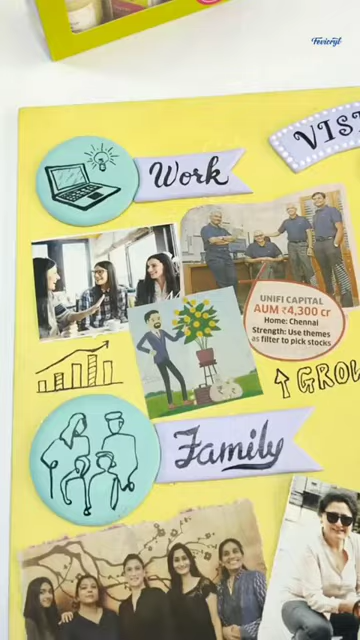 Fevicryl
VIS
Work
UNIFI CAPITAL
AUM ₹4,300 cr
Home: Chennai
Strength: Use themes
as filter to pick stocks
GROW
Family